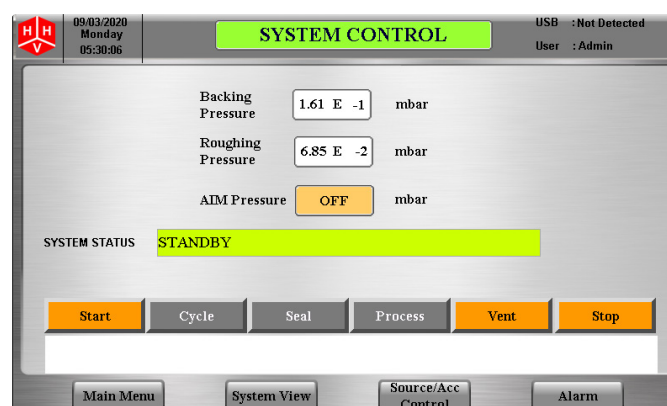 H H V
09/03/2020
Monday
05:30:06
SYSTEM CONTROL
USB : Not Detected
User : Admin
Backing Pressure 1.61 E -1 mbar
Roughing Pressure 6.85 E -2 mbar
AIM Pressure OFF mbar
SYSTEM STATUS STANDBY
Start Cycle Seal Process Vent Stop
Main Menu System View Source/Acc Control Alarm